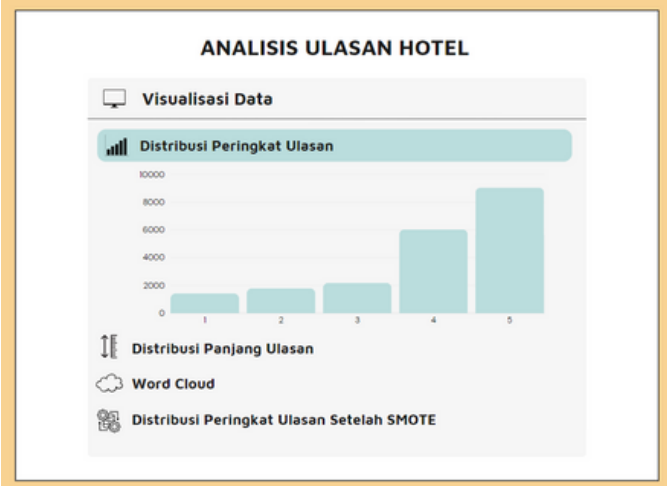 ANALISIS ULASAN HOTEL
Visualisasi Data
Distribusi Peringkat Ulasan
10000
8000
6000
4000
2000
0
1 2 3 4 5
Distribusi Panjang Ulasan
Word Cloud
Distribusi Peringkat Ulasan Setelah SMOTE